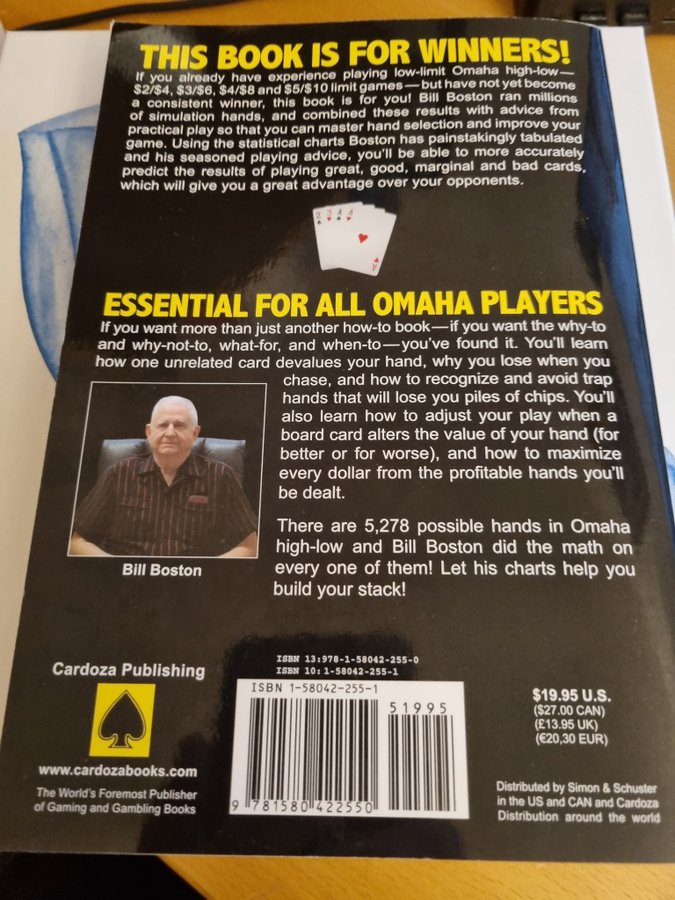 THIS BOOK IS FOR WINNERS!
If you already have experience playing low-limit Omaha high-low—
$2/$4, $3/$6, $4/$8 and $5/$10 limit games—but have not yet become
a consistent winner, this book is for you! Bill Boston ran millions
of simulation hands, and combined these results with advice from
practical play so that you can master hand selection and improve your
game. Using the statistical charts Boston has painstakingly tabulated
and his seasoned playing advice, you'll be able to more accurately
predict the results of playing great, good, marginal and bad cards,
which will give you a great advantage over your opponents.
2 3 4 4
A
ESSENTIAL FOR ALL OMAHA PLAYERS
If you want more than just another how-to book—if you want the why-to
and why-not-to, what-for, and when-to—you've found it. You'll learn
how one unrelated card devalues your hand, why you lose when you
chase, and how to recognize and avoid trap
hands that will lose you piles of chips. You'll
also learn how to adjust your play when a
board card alters the value of your hand (for
better or for worse), and how to maximize
every dollar from the profitable hands you'll
be dealt.
There are 5,278 possible hands in Omaha
high-low and Bill Boston did the math on
every one of them! Let his charts help you
build your stack!
Bill Boston
Cardoza Publishing
www.cardozabooks.com
The World's Foremost Publisher
of Gaming and Gambling Books
ISBN 13:978-1-58042-255-0
ISBN 10:1-58042-255-1
ISBN 1-58042-255-1
51995
9 781580 422550
$19.95 U.S.
($27.00 CAN)
(£13.95 UK)
(€20,30 EUR)
Distributed by Simon & Schuster
in the US and CAN and Cardoza
Distribution around the world